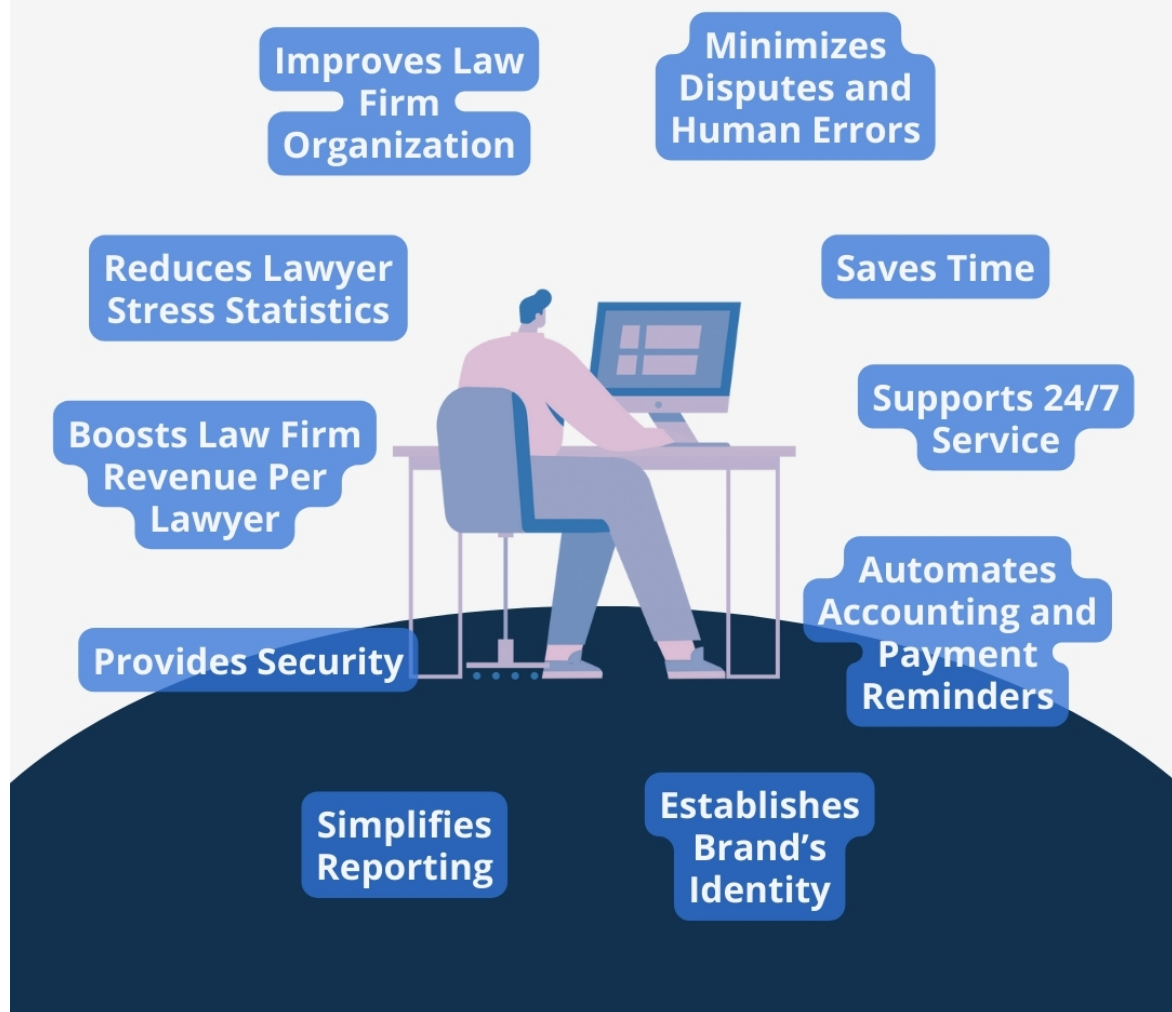 Improves Law
Firm
Organization
Minimizes
Disputes and
Human Errors
Reduces Lawyer
Stress Statistics
Saves Time
Boosts Law Firm
Revenue Per
Lawyer
Supports 24/7
Service
Provides Security
Automates
Accounting and
Payment
Reminders
Simplifies
Reporting
Establishes
Brand’s
Identity